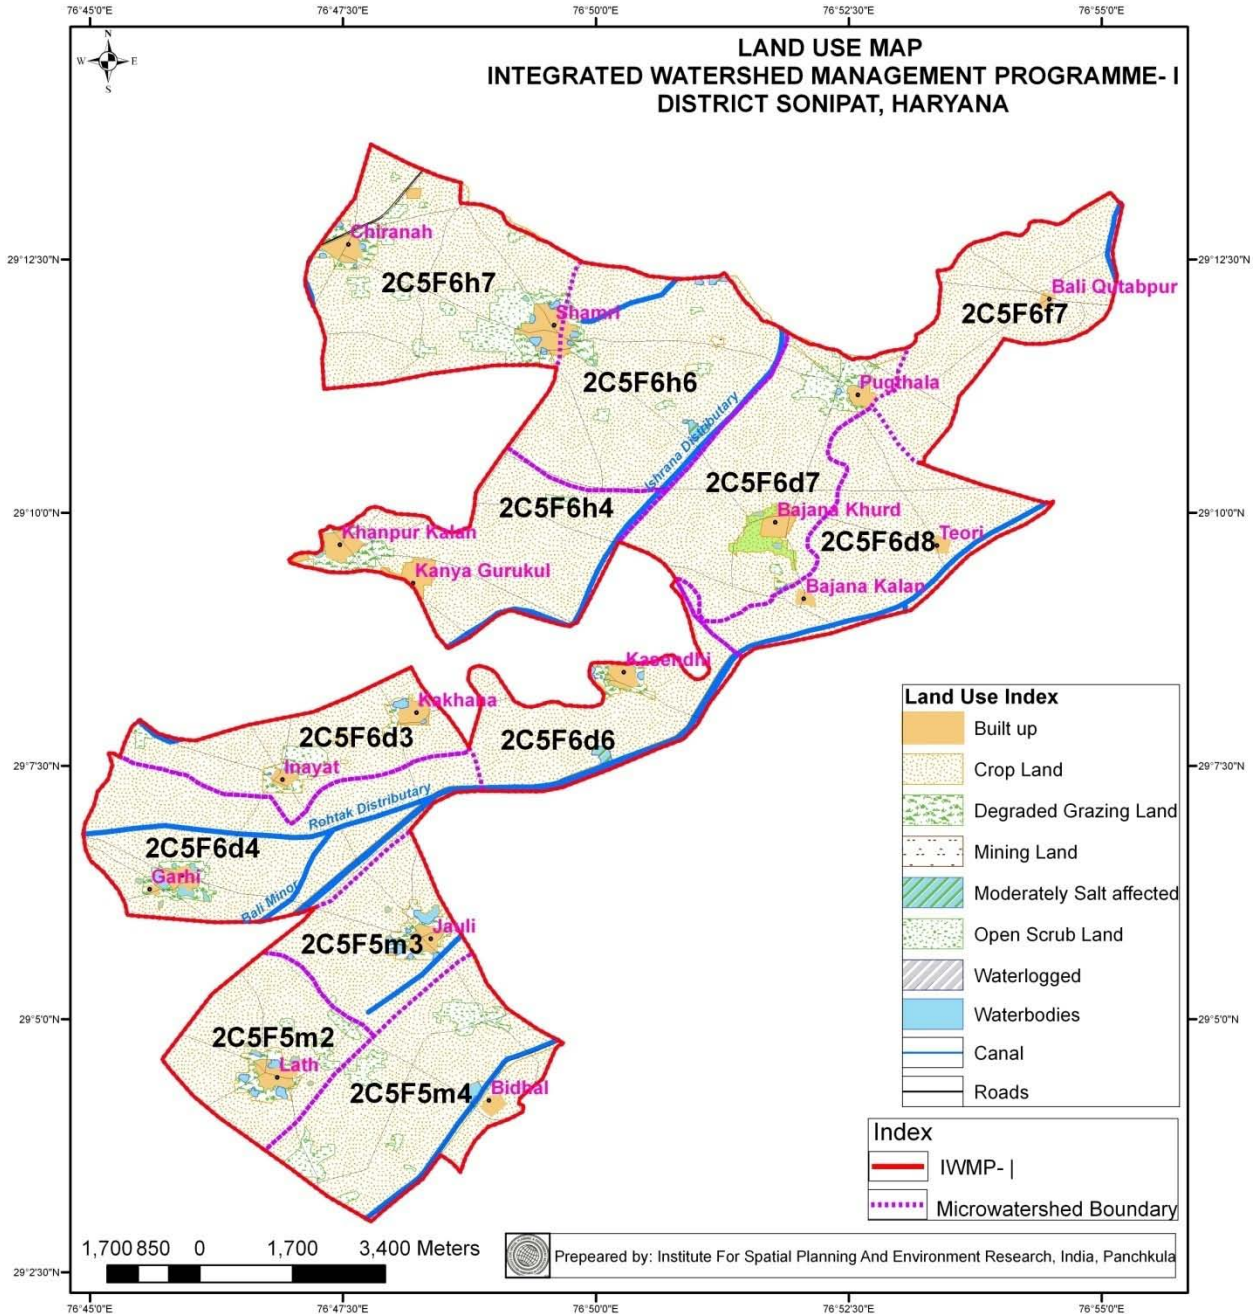 76°45'0"E 76°47'30"E 76°50'0"E 76°52'30"E 76°55'0"E
N
W E
S
LAND USE MAP
INTEGRATED WATERSHED MANAGEMENT PROGRAMME- I
DISTRICT SONIPAT, HARYANA
Chiranah
29°12'30"N 29°12'30"N
2C5F6h7
Bali Qutabpur
Shamri
2C5F6f7
2C5F6h6
Pugthala
Ishrana Distributary
2C5F6d7
2C5F6h4
29°10'0"N 29°10'0"N
Bajana Khurd
Khanpur Kalan
2C5F6d8
Teori
Kanya Gurukul
Bajana Kalan
Kasendhi
Kakhana
2C5F6d3
2C5F6d6
29°7'30"N 29°7'30"N
Inayat
Rohtak Distributary
2C5F6d4
Garhi
Bali Minor
Jauli
2C5F5m3
29°5'0"N 29°5'0"N
2C5F5m2
Lath
2C5F5m4
Bidhal
Land Use Index
Built up
Crop Land
Degraded Grazing Land
Mining Land
Moderately Salt affected
Open Scrub Land
Waterlogged
Waterbodies
Canal
Roads
Index
IWMP- |
Microwatershed Boundary
1,700 850 0 1,700 3,400 Meters
Prepeared by: Institute For Spatial Planning And Environment Research, India, Panchkula
29°2'30"N 29°2'30"N
76°45'0"E 76°47'30"E 76°50'0"E 76°52'30"E 76°55'0"E